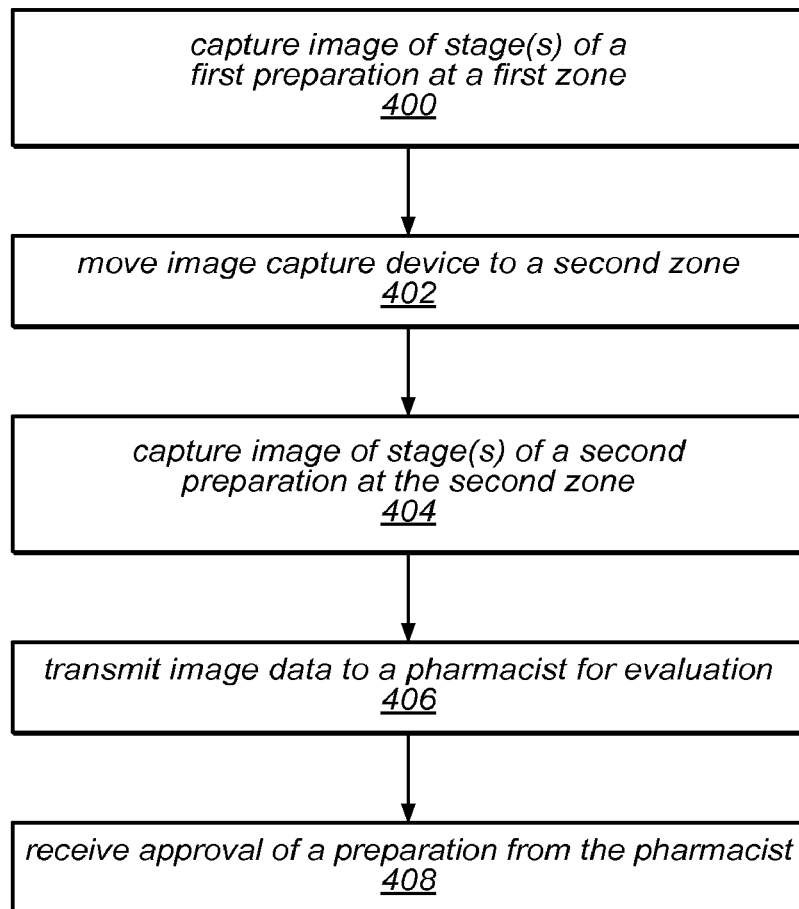 capture image of stage(s) of a
first preparation at a first zone
400
move image capture device to a second zone
402
capture image of stage(s) of a second
preparation at the second zone
404
transmit image data to a pharmacist for evaluation
406
receive approval of a preparation from the pharmacist
408